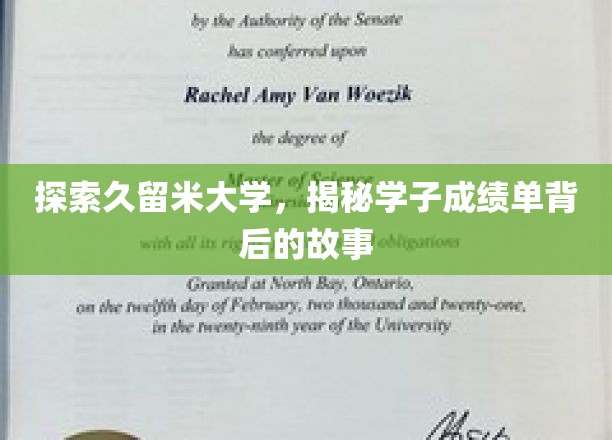 by the Authority of the Senate
has conferred upon
Rachel Amy Van Woezik
the degree of
Master of Science
探索久留米大学，揭秘学子成绩单背
后的故事
with all its obligations
Granted at North Bay, Ontario,
on the twelfth day of February, two thousand and twenty-one,
in the twenty-ninth year of the University